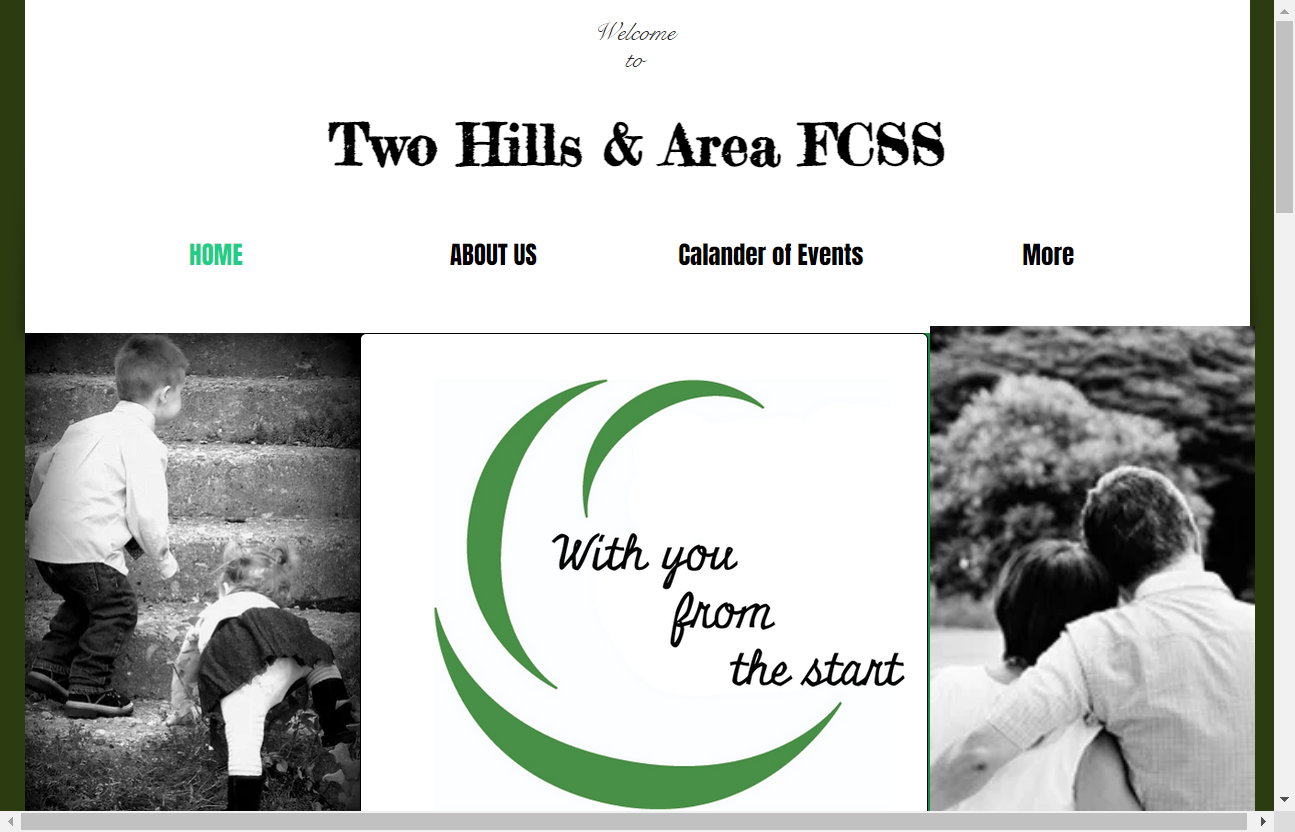 Welcome
to
Two Hills & Area FCSS
HOME
ABOUT US
Calander of Events
More
With you
from
the start